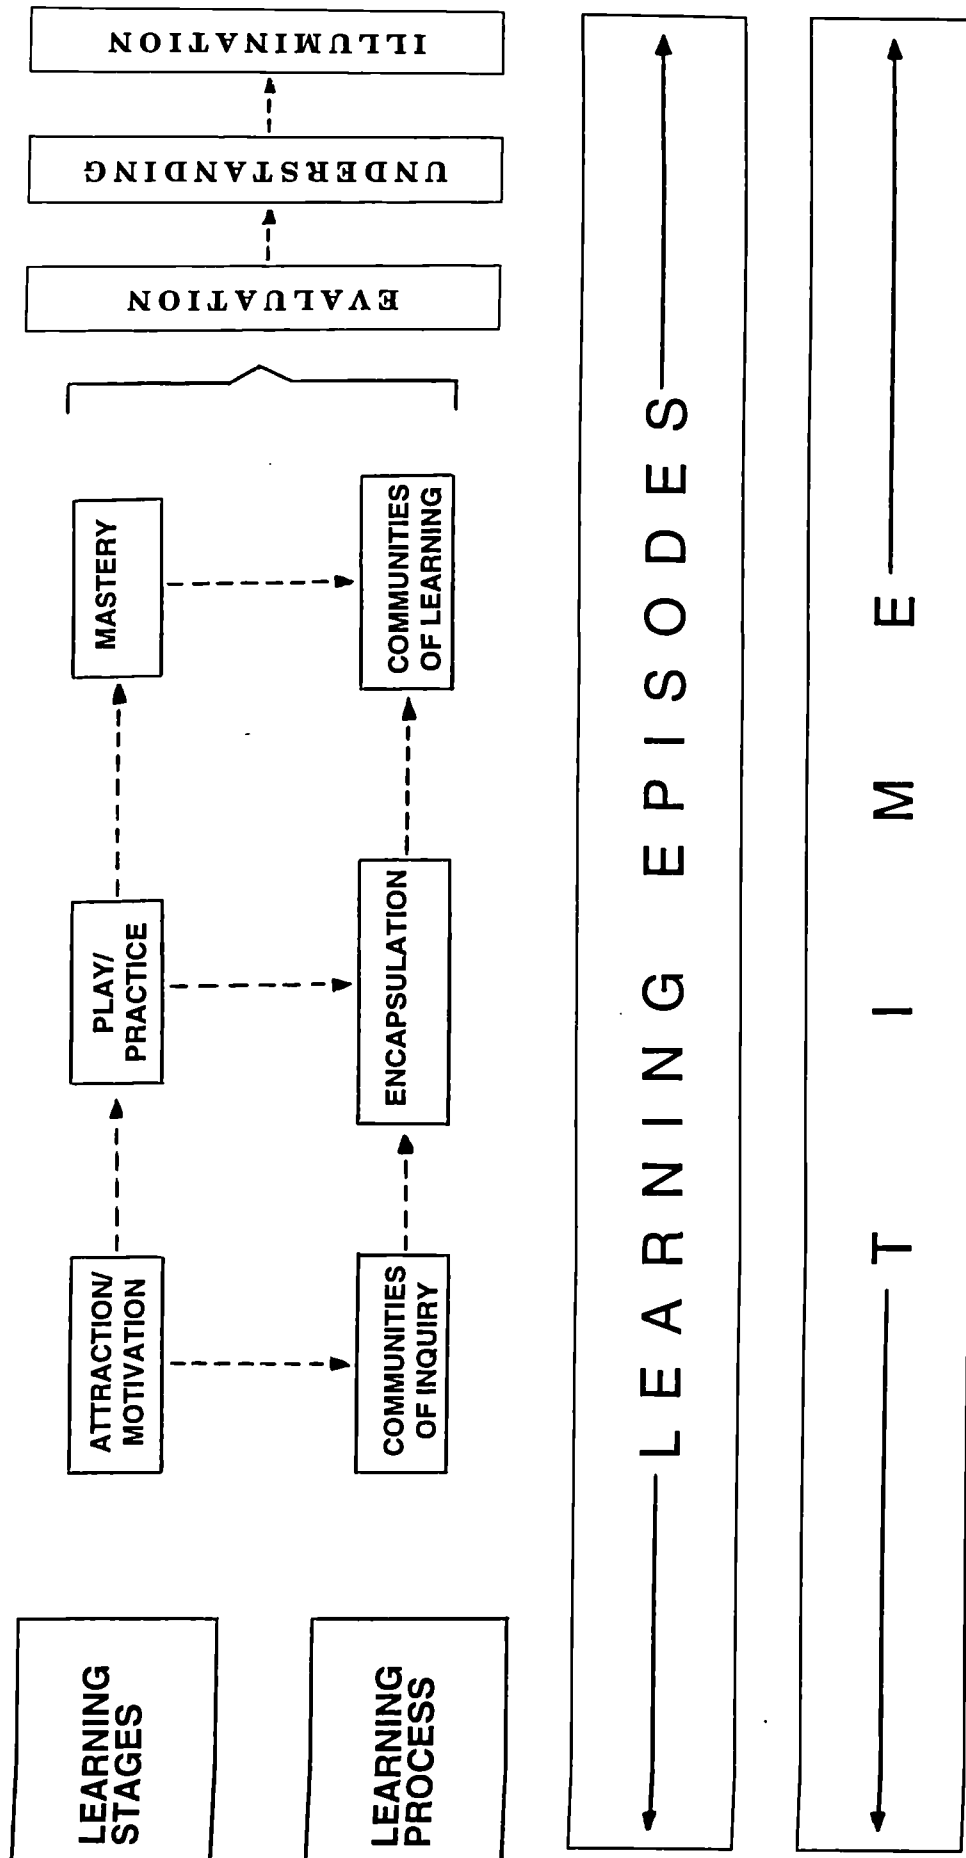 LEARNING
STAGES
ATTRACTION/
MOTIVATION
PLAY/
PRACTICE
MASTERY
LEARNING
PROCESS
COMMUNITIES
OF INQUIRY
ENCAPSULATION
COMMUNITIES
OF LEARNING
EVALUATION
UNDERSTANDING
ILLUMINATION
LEARNING EPISODES
TIME